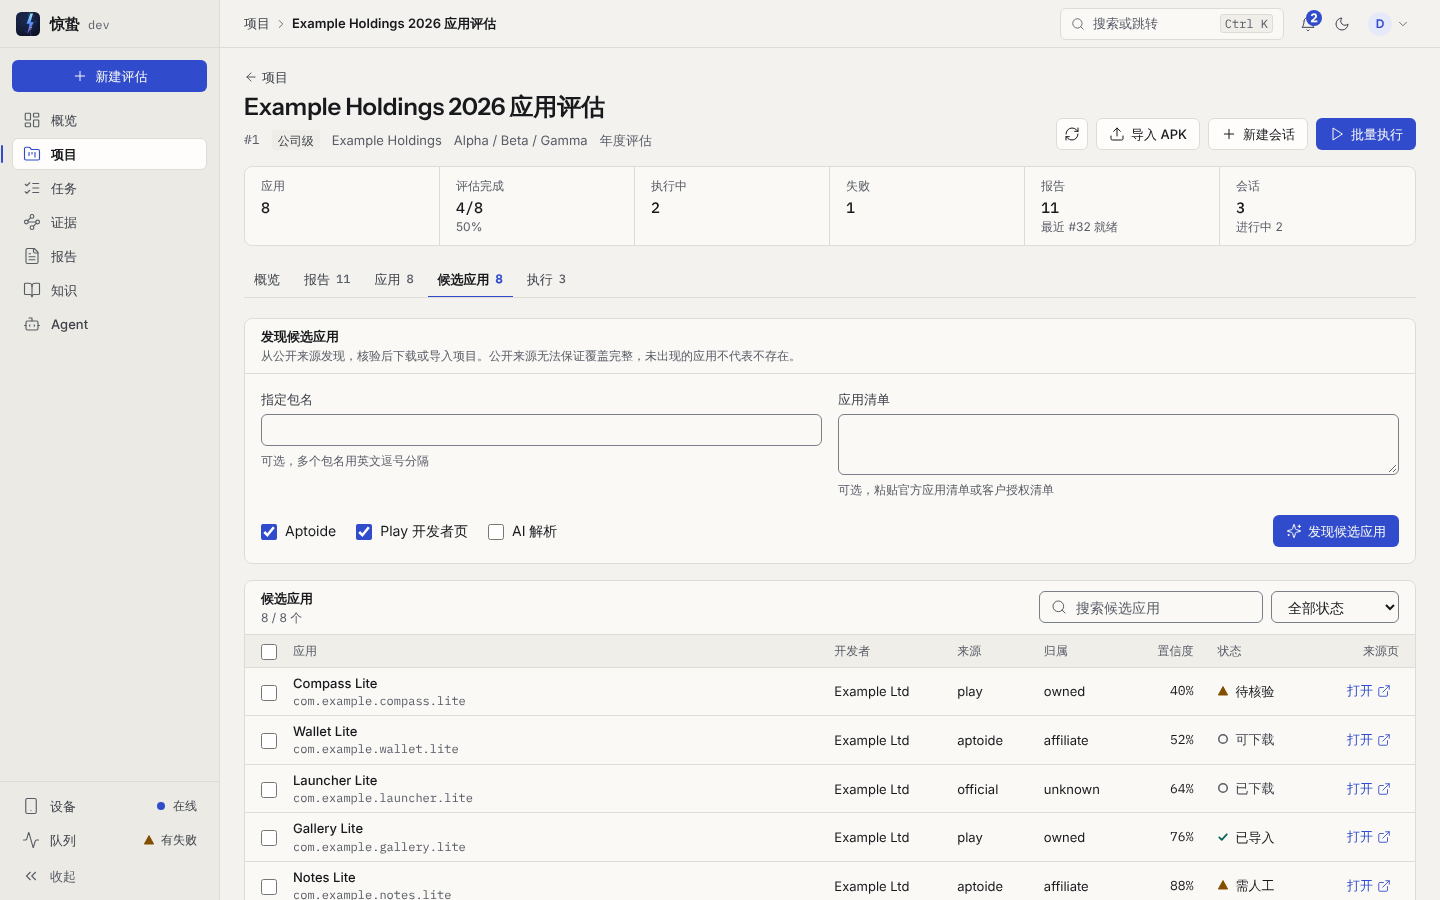 惊蛰 dev
项目 > Example Holdings 2026 应用评估
搜索或跳转 Ctrl K
2
D
新建评估
概览
项目
任务
证据
报告
知识
Agent
设备 在线
队列 有失败
收起
项目
Example Holdings 2026 应用评估
#1 公司级 Example Holdings Alpha / Beta / Gamma 年度评估
导入 APK 新建会话 批量执行
应用 评估完成 执行中 失败 报告 会话
8 4/8 2 1 11 3
50% 最近 #32 就绪 进行中 2
概览 报告 11 应用 8 候选应用 8 执行 3
发现候选应用
从公开来源发现，核验后下载或导入项目。公开来源无法保证覆盖完整，未出现的应用不代表不存在。
指定包名 应用清单
可选，多个包名用英文逗号分隔
可选，粘贴官方应用清单或客户授权清单
Aptoide Play 开发者页 AI 解析 发现候选应用
候选应用
8 / 8 个
搜索候选应用 全部状态
应用 开发者 来源 归属 置信度 状态 来源页
Compass Lite
com.example.compass.lite
Example Ltd play owned 40% 待核验 打开
Wallet Lite
com.example.wallet.lite
Example Ltd aptoide affiliate 52% 可下载 打开
Launcher Lite
com.example.launcher.lite
Example Ltd official unknown 64% 已下载 打开
Gallery Lite
com.example.gallery.lite
Example Ltd play owned 76% 已导入 打开
Notes Lite
com.example.notes.lite
Example Ltd aptoide affiliate 88% 需人工 打开